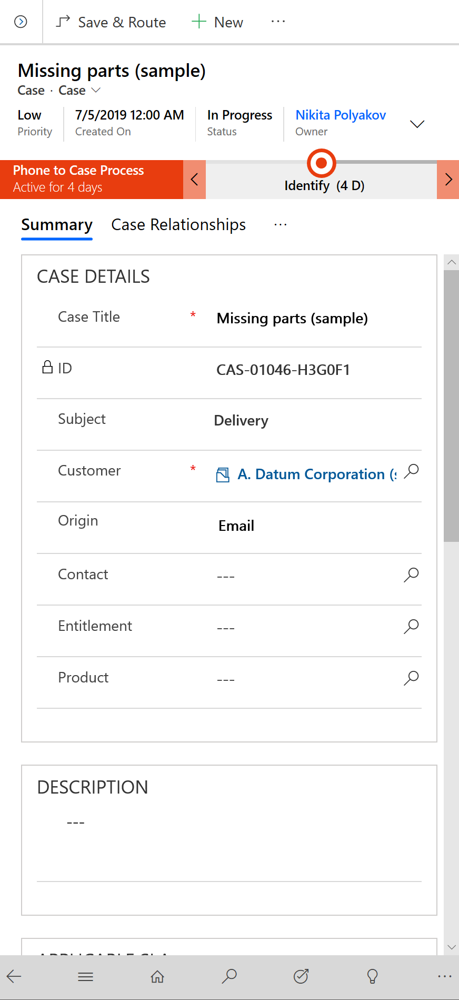 Save & Route
New
Missing parts (sample)
Case · Case
Low
Priority
7/5/2019 12:00 AM
Created On
In Progress
Status
Nikita Polyakov
Owner
Phone to Case Process
Active for 4 days
Identify (4 D)
Summary
Case Relationships
CASE DETAILS
Case Title * Missing parts (sample)
ID CAS-01046-H3G0F1
Subject Delivery
Customer * A. Datum Corporation (
Origin Email
Contact ---
Entitlement ---
Product ---
DESCRIPTION
---
APPLICABLE SLA